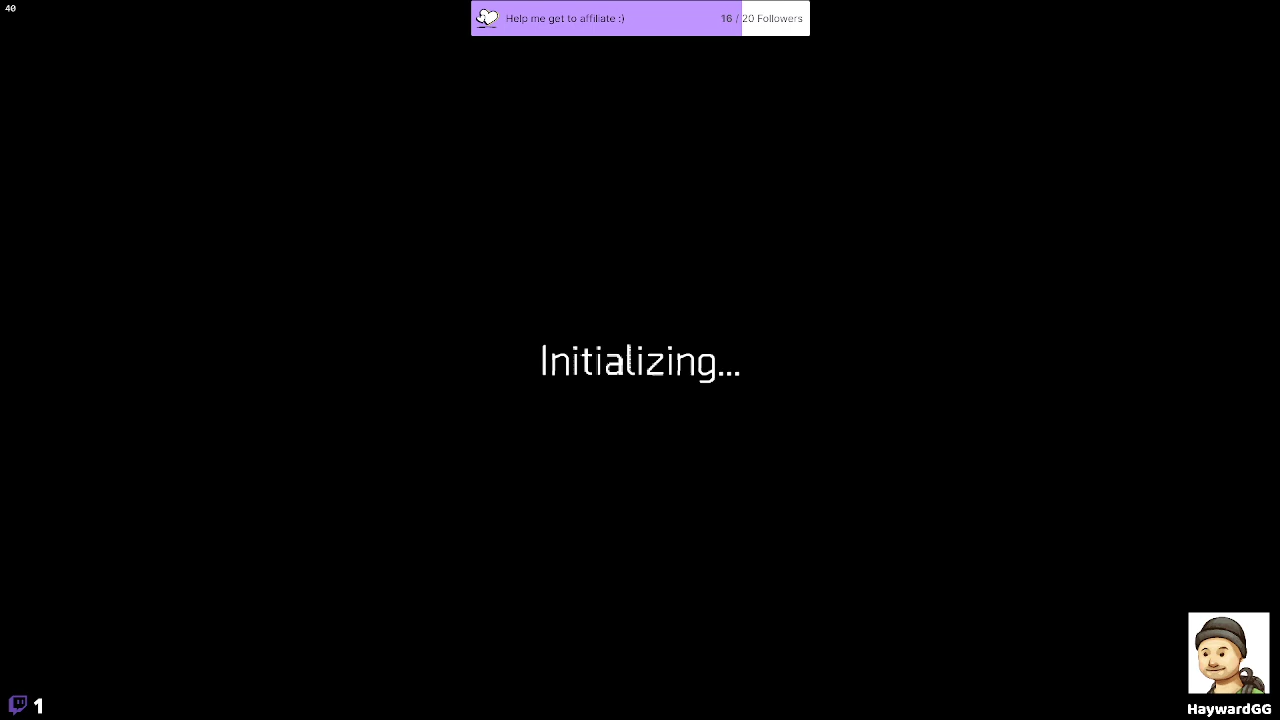 40
Help me get to affiliate :) 16 / 20 Followers
Initializing...
1
HaywardGG